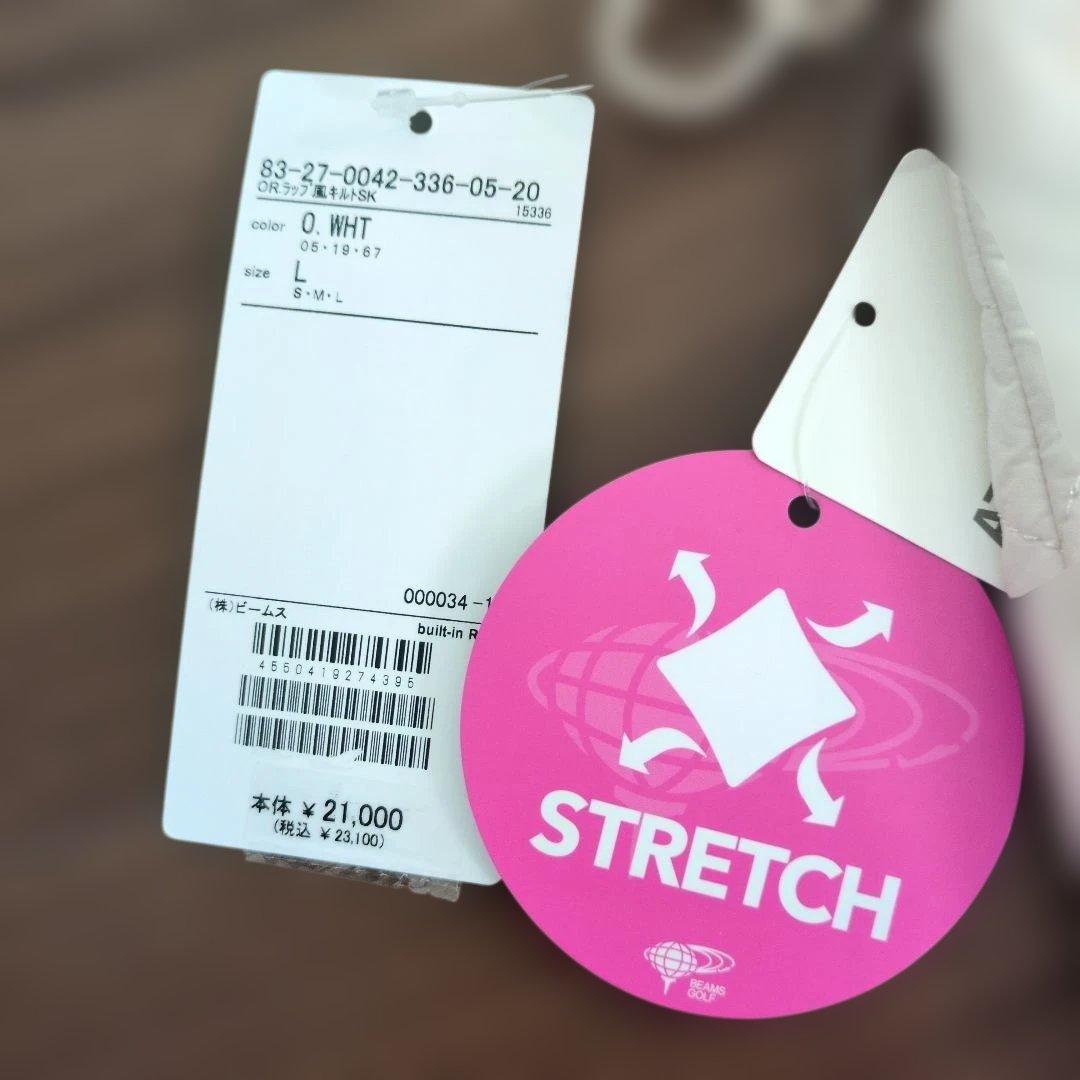 83-27-0042-336-05-20
OR.ラップ風キルトSK
15336
color O. WHT
05・19・67
size L
S・M・L
000034 -1
(株)ビームス
built-in R
4550419274395
本体 ¥21,000
(税込 ¥23,100)
STRETCH
BEAMS
GOLF